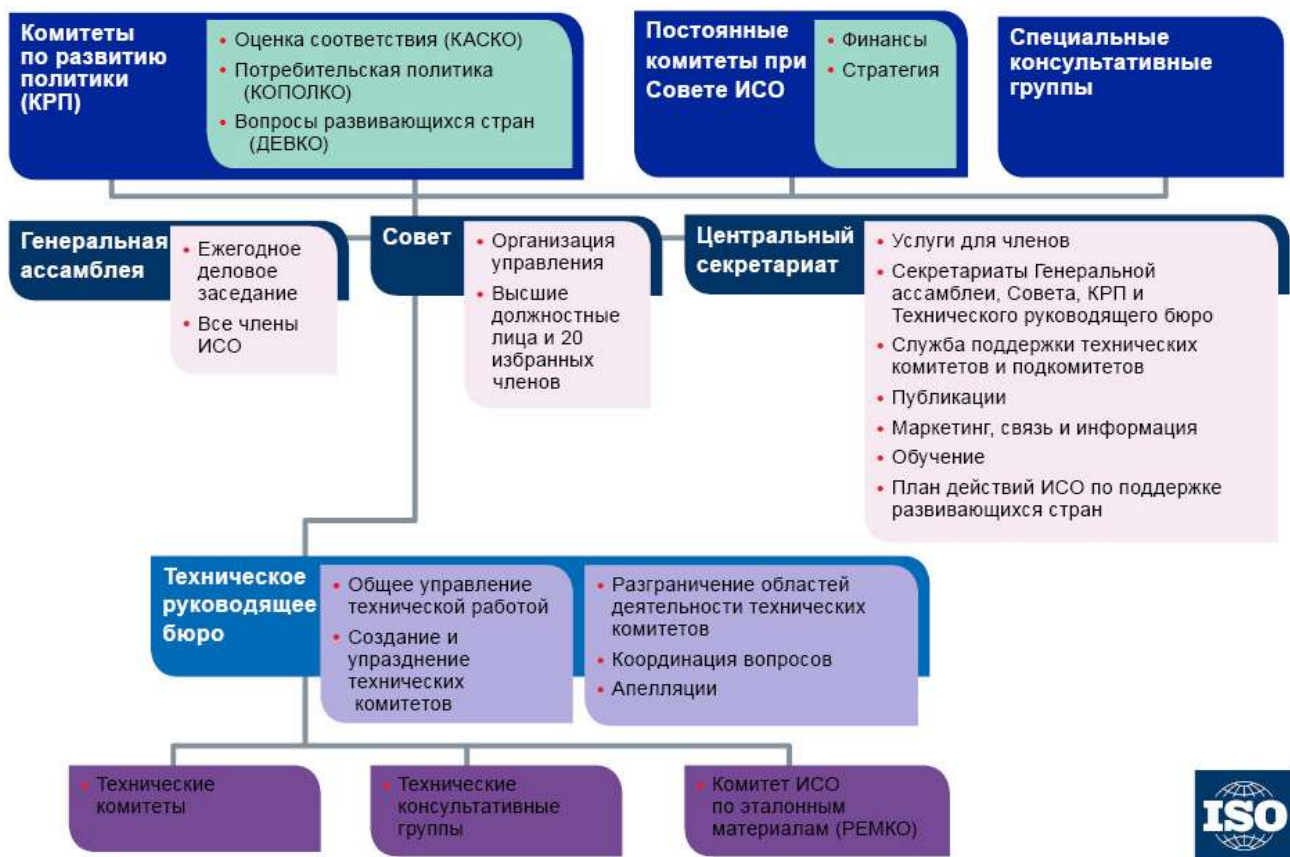 Комитеты
по развитию
политики
(КРП)
• Оценка соответствия (КАСКО)
• Потребительская политика
(КОПОЛКО)
• Вопросы развивающихся стран
(ДЕВКО)
Постоянные
комитеты при
Совете ИСО
• Финансы
• Стратегия
Специальные
консультативные
группы
Генеральная
ассамблея
• Ежегодное
деловое
заседание
• Все члены
ИСО
Совет
• Организация
управления
• Высшие
должностные
лица и 20
избранных
членов
Центральный
секретариат
• Услуги для членов
• Секретариаты Генеральной
ассамблеи, Совета, КРП и
Технического руководящего бюро
• Служба поддержки технических
комитетов и подкомитетов
• Публикации
• Маркетинг, связь и информация
• Обучение
• План действий ИСО по поддержке
развивающихся стран
Техническое
руководящее
бюро
• Общее управление
технической работой
• Создание и
упразднение
технических
комитетов
• Разграничение областей
деятельности технических
комитетов
• Координация вопросов
• Апелляции
• Технические
комитеты
• Технические
консультативные
группы
• Комитет ИСО
по эталонным
материалам (РЕМКО)
ISO